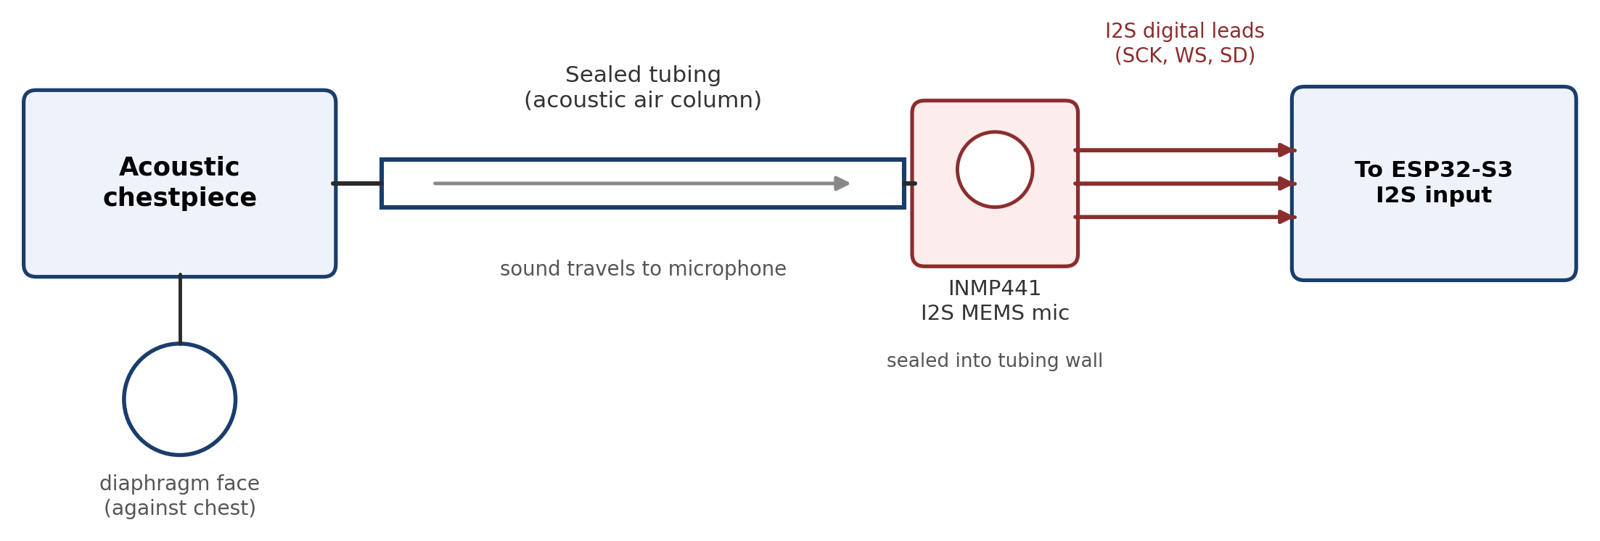 I2S digital leads
(SCK, WS, SD)
Sealed tubing
(acoustic air column)
Acoustic
chestpiece
To ESP32-S3
I2S input
sound travels to microphone
INMP441
I2S MEMS mic
sealed into tubing wall
diaphragm face
(against chest)